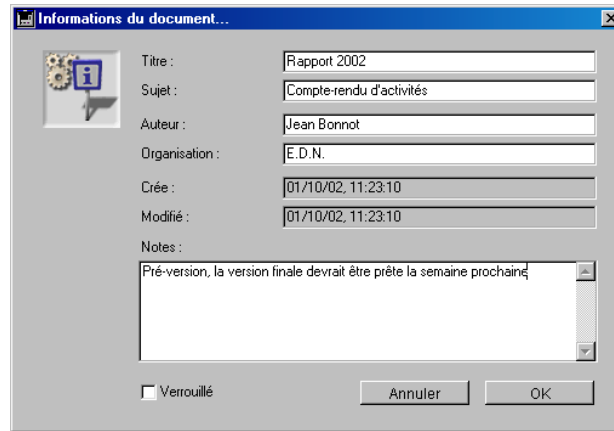 Informations du document...
Titre : Rapport 2002
Sujet : Compte-rendu d'activités
Auteur : Jean Bonnot
Organisation : E.D.N.
Crée : 01/10/02, 11:23:10
Modifié : 01/10/02, 11:23:10
Notes :
Pré-version, la version finale devrait être prête la semaine prochaine
Verrouillé Annuler OK